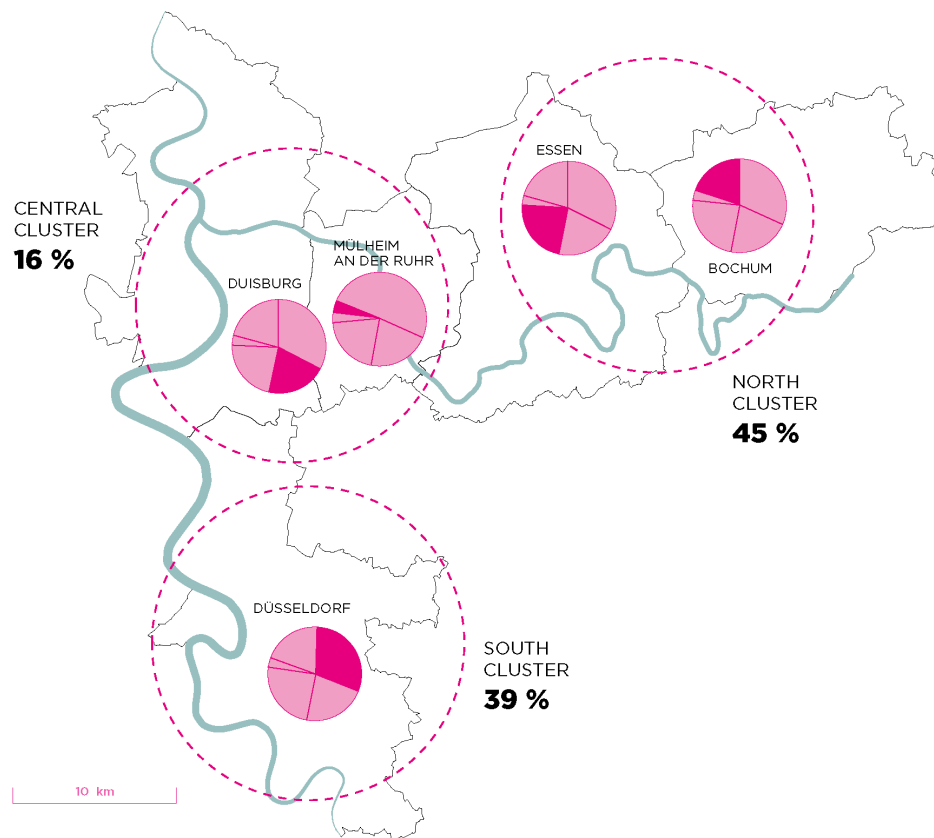 ESSEN
BOCHUM
CENTRAL
CLUSTER
16 %
MÜLHEIM
AN DER RUHR
DUISBURG
NORTH
CLUSTER
45 %
DÜSSELDORF
SOUTH
CLUSTER
39 %
10 km